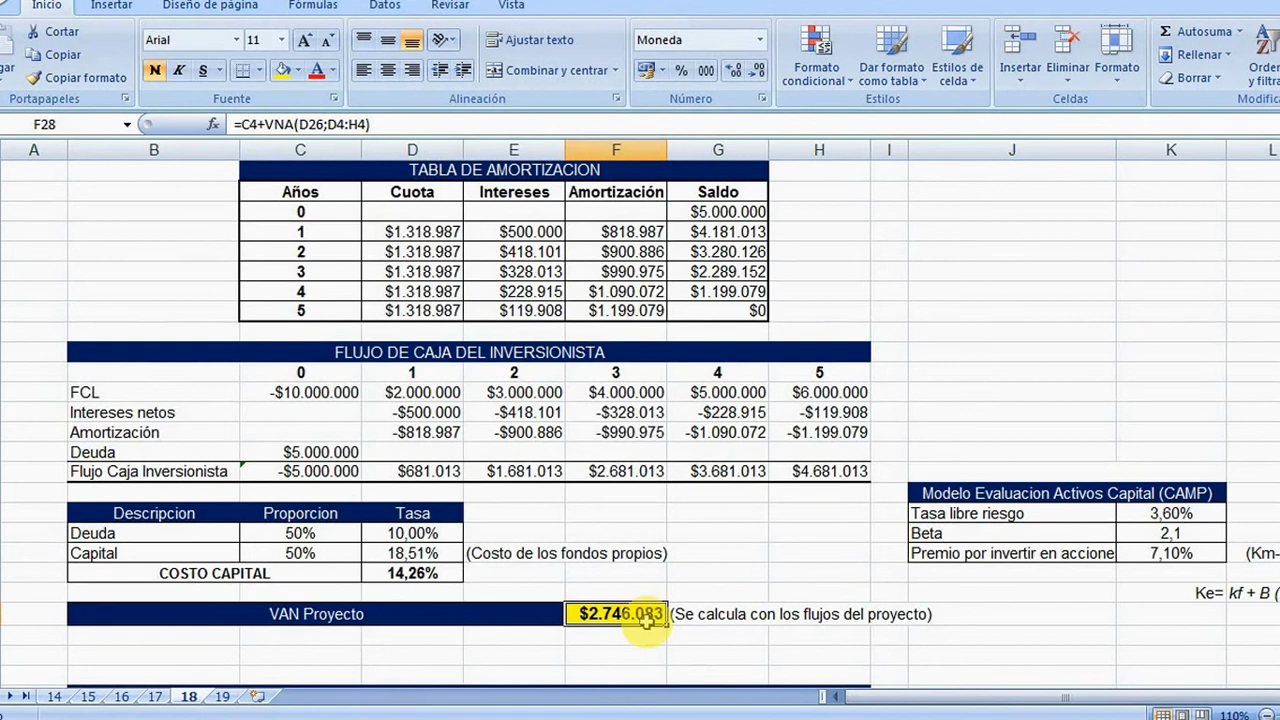 Inicio Insertar Diseño de página Fórmulas Datos Revisar Vista
Cortar
Copiar
Copiar formato
Portapapeles
Arial 11
N K S
Fuente
Ajustar texto
Combinar y centrar
Alineación
Moneda
% 000
Número
Formato condicional
Dar formato como tabla
Estilos de celda
Estilos
Insertar Eliminar Formato
Celdas
Autosuma
Rellenar
Borrar
F28 fx =C4+VNA(D26;D4:H4)
A B C D E F G H I J K L
TABLA DE AMORTIZACION
Años Cuota Intereses Amortización Saldo
0 $5.000.000
1 $1.318.987 $500.000 $818.987 $4.181.013
2 $1.318.987 $418.101 $900.886 $3.280.126
3 $1.318.987 $328.013 $990.975 $2.289.152
4 $1.318.987 $228.915 $1.090.072 $1.199.079
5 $1.318.987 $119.908 $1.199.079 $0
FLUJO DE CAJA DEL INVERSIONISTA
0 1 2 3 4 5
FCL -$10.000.000 $2.000.000 $3.000.000 $4.000.000 $5.000.000 $6.000.000
Intereses netos -$500.000 -$418.101 -$328.013 -$228.915 -$119.908
Amortización -$818.987 -$900.886 -$990.975 -$1.090.072 -$1.199.079
Deuda $5.000.000
Flujo Caja Inversionista -$5.000.000 $681.013 $1.681.013 $2.681.013 $3.681.013 $4.681.013
Descripcion Proporcion Tasa
Deuda 50% 10,00%
Capital 50% 18,51% (Costo de los fondos propios)
COSTO CAPITAL 14,26%
Modelo Evaluacion Activos Capital (CAMP)
Tasa libre riesgo 3,60%
Beta 2,1
Premio por invertir en accione 7,10% (Km-
Ke= kf + B (
VAN Proyecto $2.746.083 (Se calcula con los flujos del proyecto)
14 15 16 17 18 19
110%